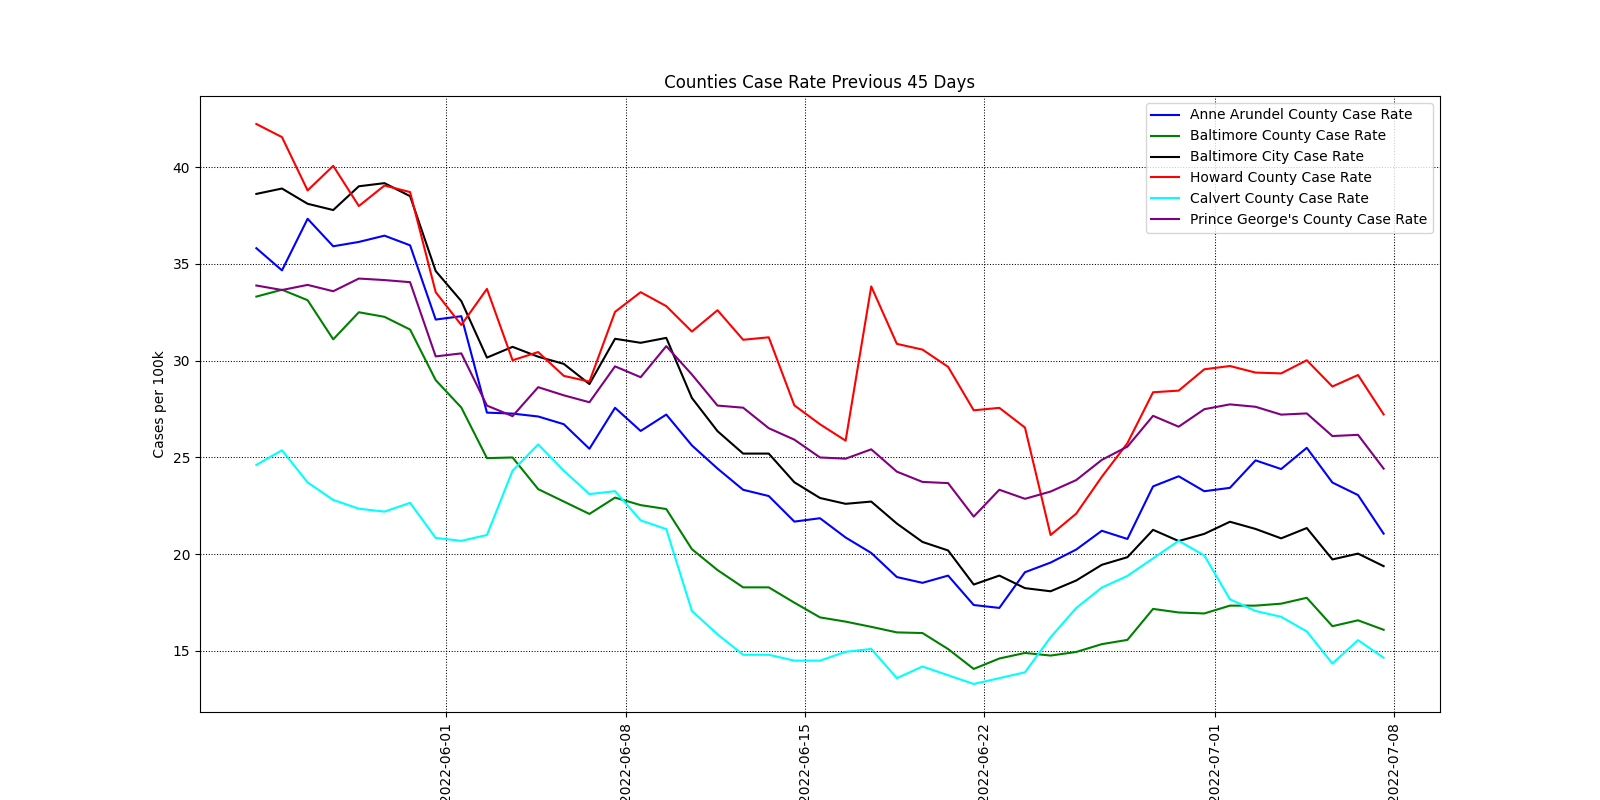 Counties Case Rate Previous 45 Days
Anne Arundel County Case Rate
Baltimore County Case Rate
Baltimore City Case Rate
Howard County Case Rate
Calvert County Case Rate
Prince George's County Case Rate
Cases per 100k
40
35
30
25
20
15
2022-06-01
2022-06-08
2022-06-15
2022-06-22
2022-07-01
2022-07-08